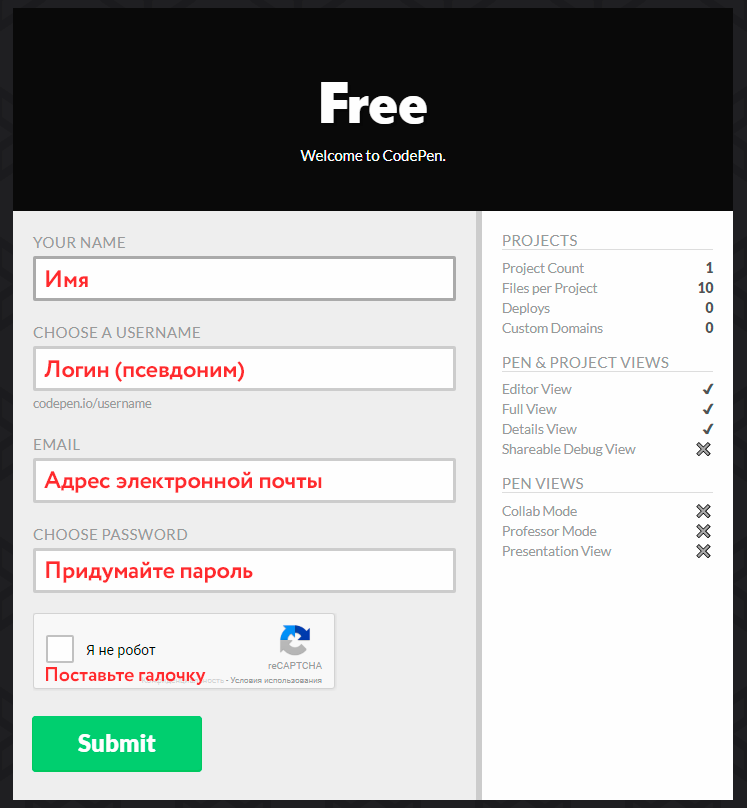 Free
Welcome to CodePen.
YOUR NAME
Имя
CHOOSE A USERNAME
Логин (псевдоним)
codepen.io/username
EMAIL
Адрес электронной почты
CHOOSE PASSWORD
Придумайте пароль
Я не робот
reCAPTCHA
Поставьте галочку
- Условия использования
Submit
PROJECTS
Project Count 1
Files per Project 10
Deploys 0
Custom Domains 0
PEN & PROJECT VIEWS
Editor View ✔
Full View ✔
Details View ✔
Shareable Debug View ✖
PEN VIEWS
Collab Mode ✖
Professor Mode ✖
Presentation View ✖